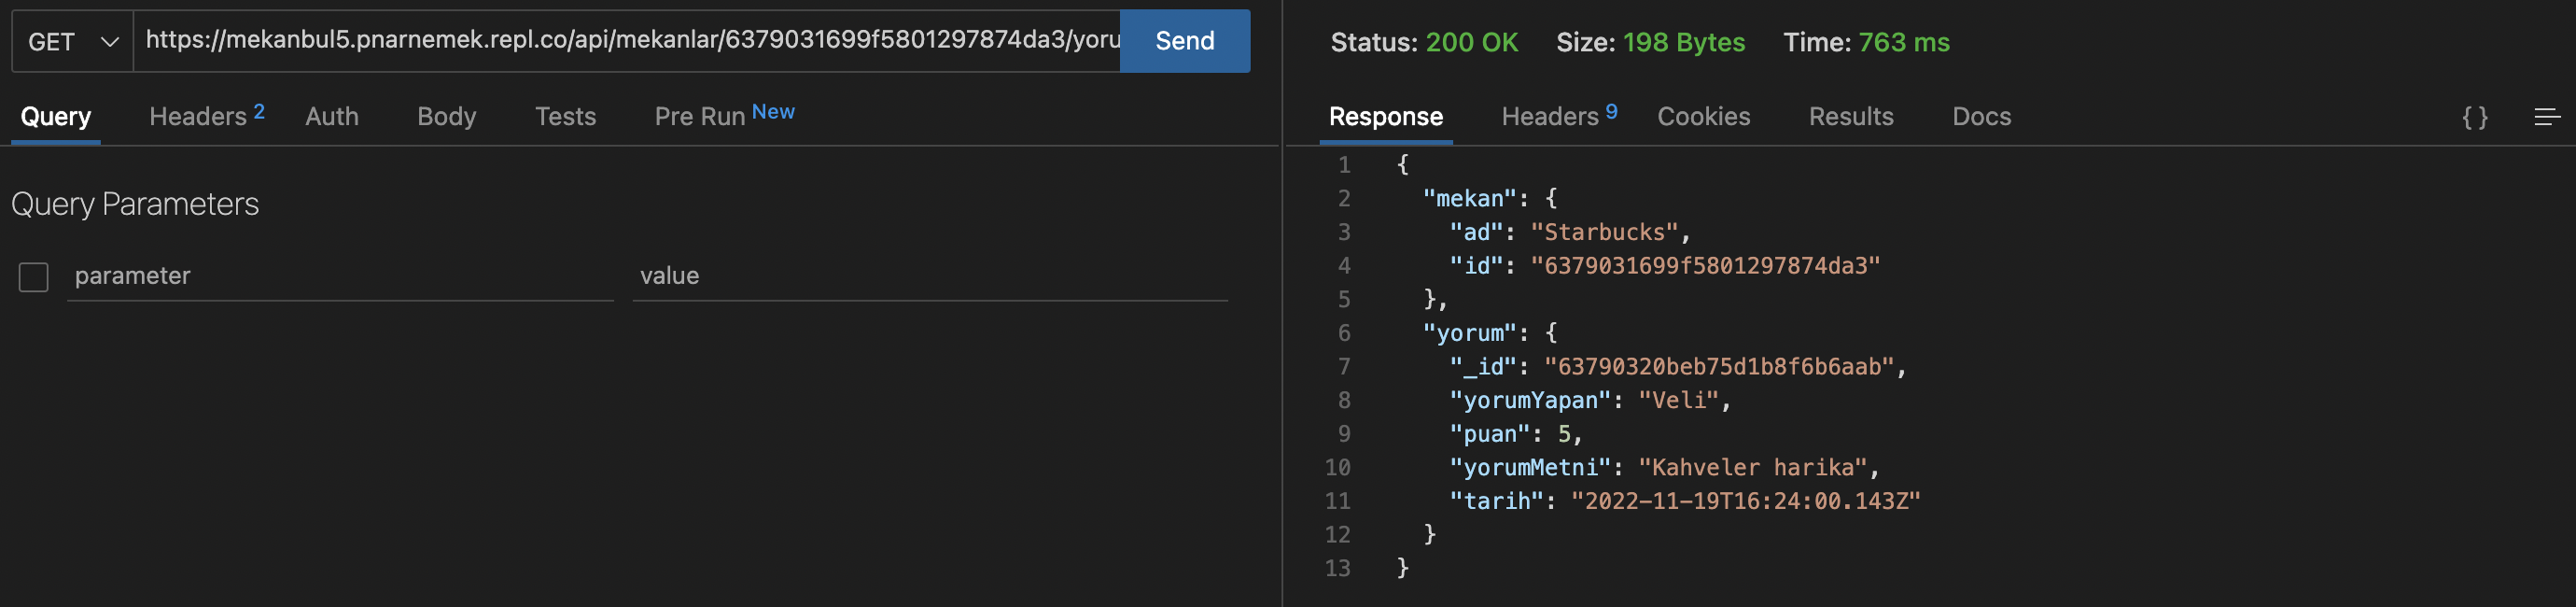 GET https://mekanbul5.pnarnemek.repl.co/api/mekanlar/6379031699f5801297874da3/yoru Send
Query Headers 2 Auth Body Tests Pre Run New
Query Parameters
parameter value
Status: 200 OK Size: 198 Bytes Time: 763 ms
Response Headers 9 Cookies Results Docs {}
1 {
2 "mekan": {
3 "ad": "Starbucks",
4 "id": "6379031699f5801297874da3"
5 },
6 "yorum": {
7 "_id": "63790320beb75d1b8f6b6aab",
8 "yorumYapan": "Veli",
9 "puan": 5,
10 "yorumMetni": "Kahveler harika",
11 "tarih": "2022-11-19T16:24:00.143Z"
12 }
13 }